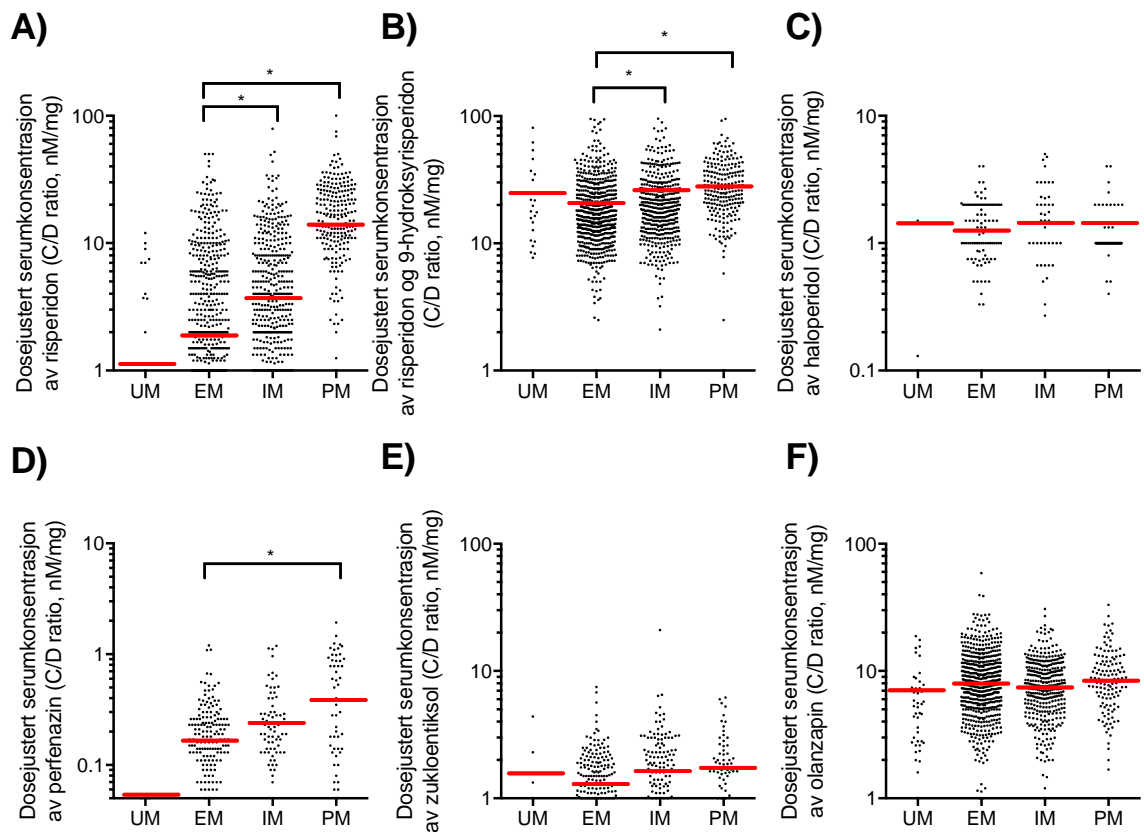 A)
Dosejustert serumkonsentrasjon
av risperidon (C/D ratio, nM/mg)
100
10
1
*
*
UM EM IM PM
B)
Dosejustert serumkonsentrasjon
av risperidon og 9-hydoksyrisperidon
(C/D ratio, nM/mg)
100
10
1
*
*
UM EM IM PM
C)
Dosejustert serumkonsentrasjon
av haloperidol (C/D ratio, nM/mg)
10
1
0.1
UM EM IM PM
D)
Dosejustert serumkonsentrasjon
av perfenazin (C/D ratio, nM/mg)
10
1
0.1
*
UM EM IM PM
E)
Dosejustert serumkonsentrasjon
av zuklopentiksol (C/D ratio, nM/mg)
100
10
1
UM EM IM PM
F)
Dosejustert serumkonsentrasjon
av olanzapin (C/D ratio, nM/mg)
100
10
1
UM EM IM PM